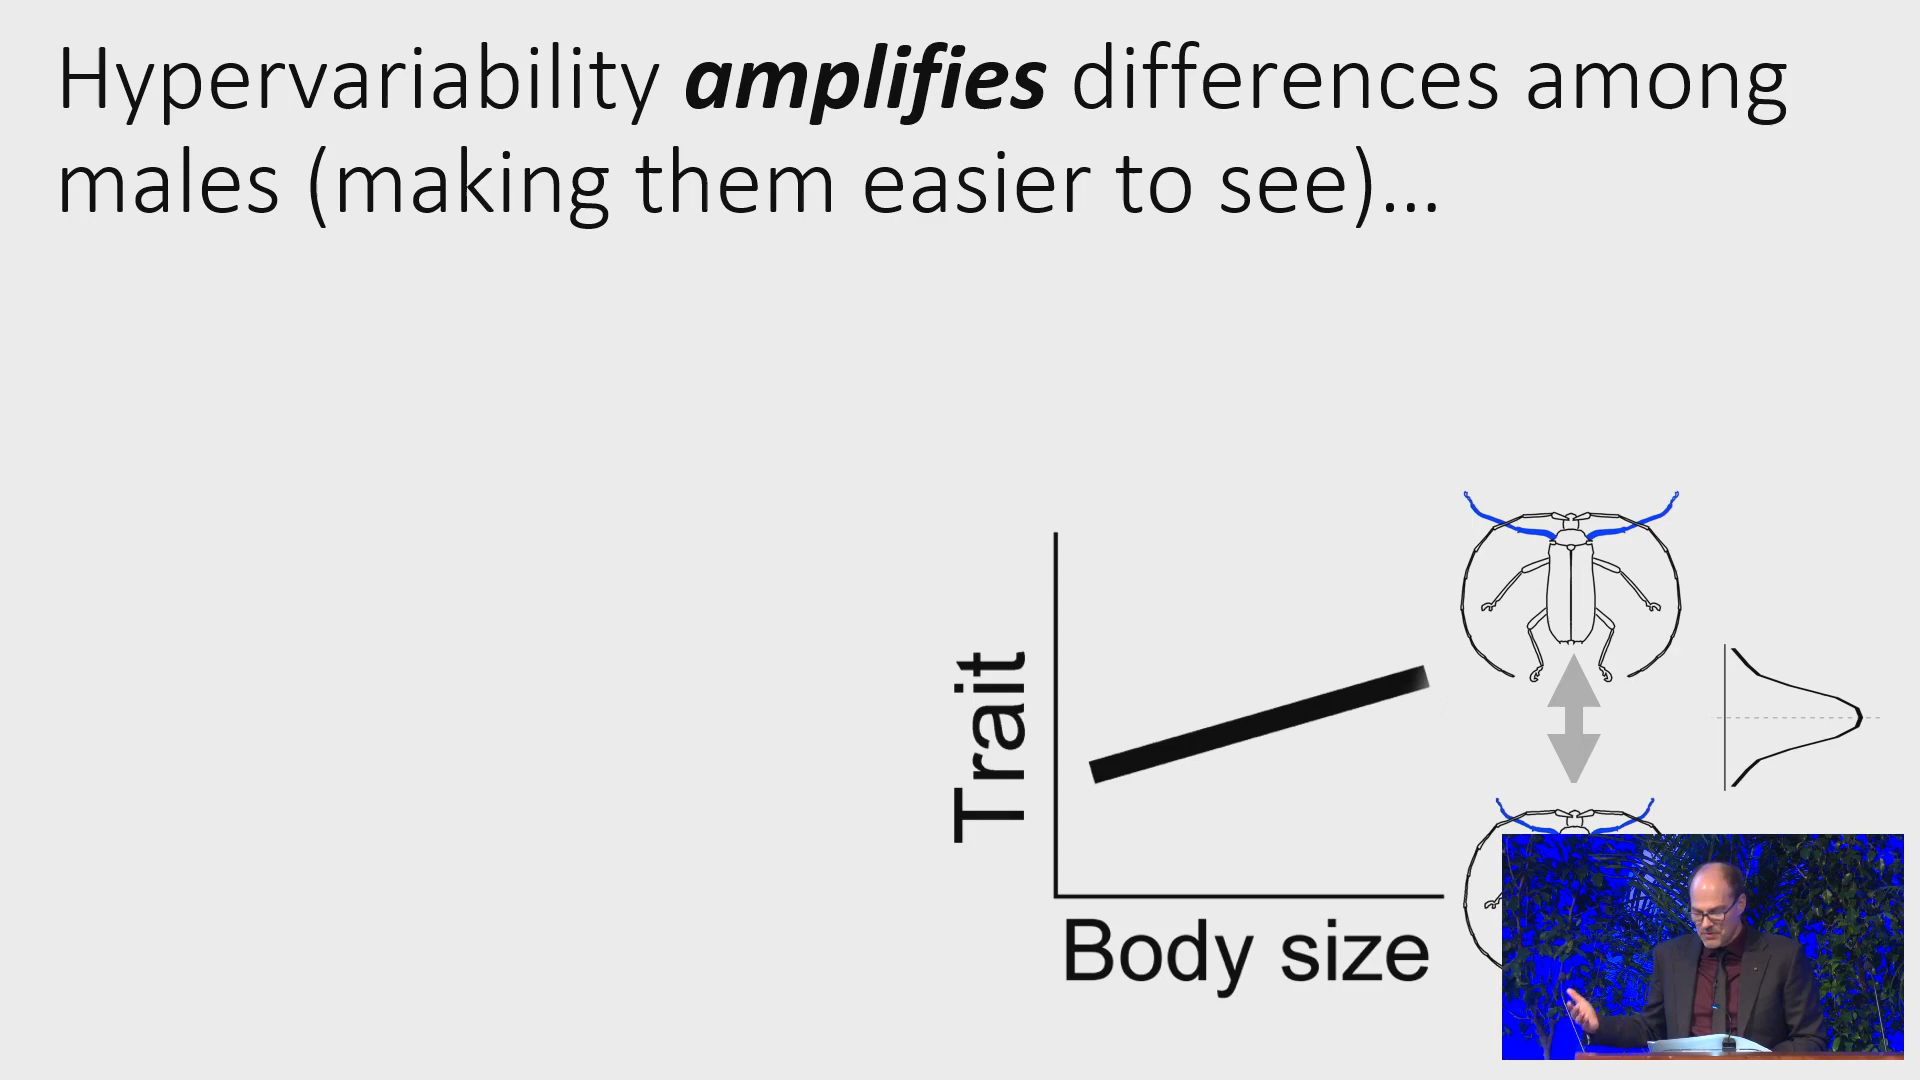 Hypervariability amplifies differences among
males (making them easier to see)...
Trait
Body size